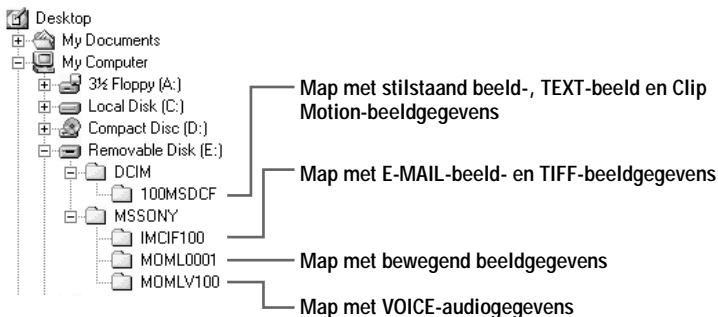 Desktop
My Documents
My Computer
3½ Floppy (A:)
Local Disk (C:)
Compact Disc (D:)
Removable Disk (E:)
DCIM
100MSDCF
MSSONY
IMCIF100
MOML0001
MOMLV100
Map met stilstaand beeld-, TEXT-beeld en Clip
Motion-beeldgegevens
Map met E-MAIL-beeld- en TIFF-beeldgegevens
Map met bewegend beeldgegevens
Map met VOICE-audiogegevens